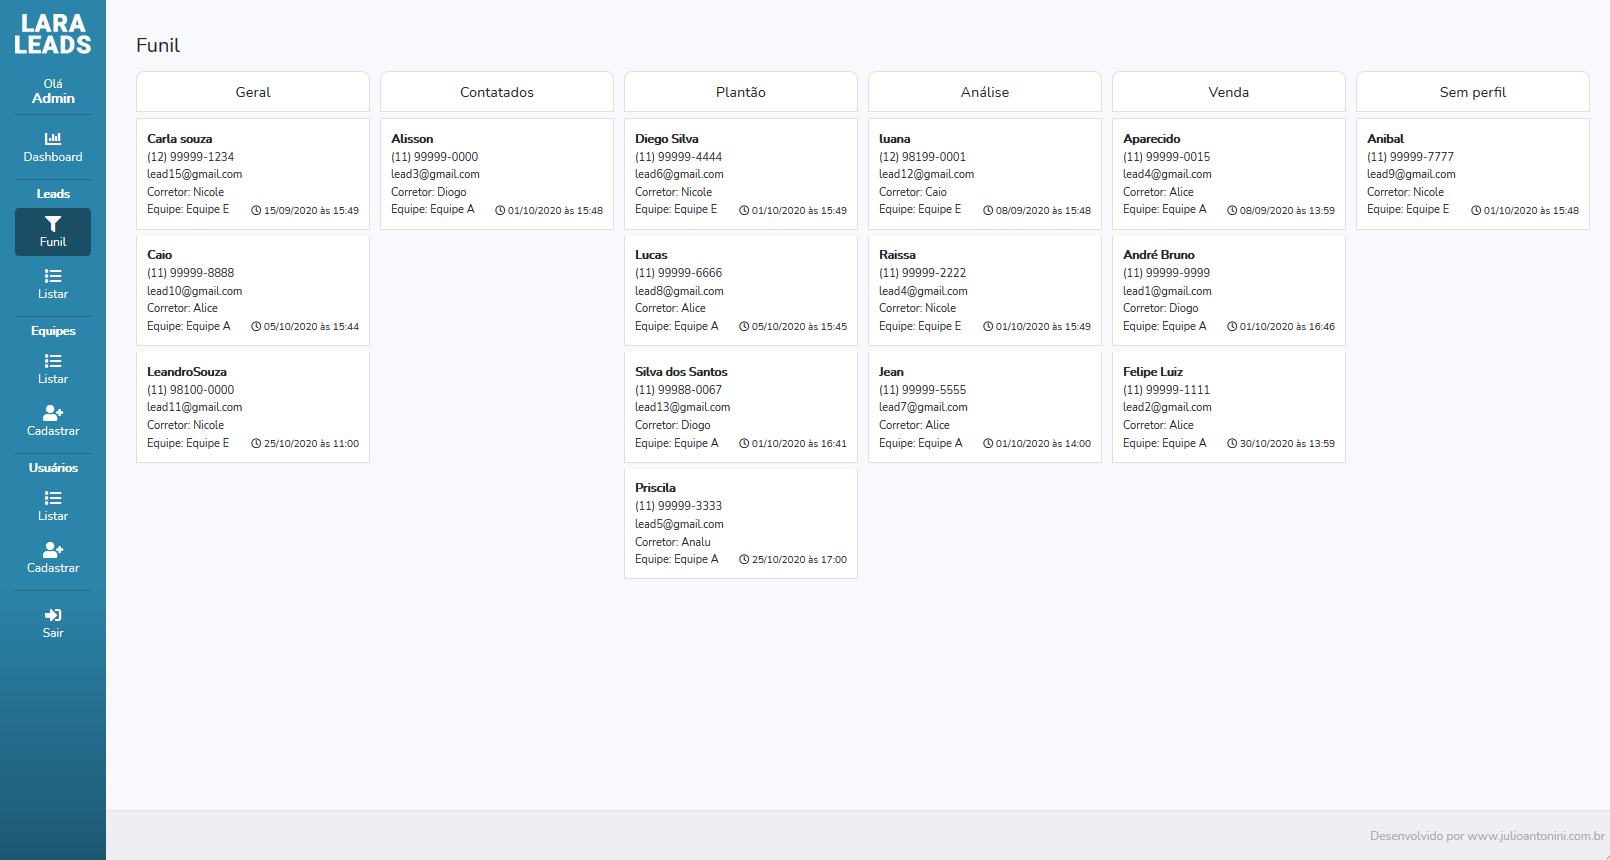 LARA
LEADS
Olá
Admin
Dashboard
Leads
Funil
Listar
Equipes
Listar
Cadastrar
Usuários
Listar
Cadastrar
Sair
Funil
Geral
Carla souza
(12) 99999-1234
lead15@gmail.com
Corretor: Nicole
Equipe: Equipe E 15/09/2020 às 15:49
Caio
(11) 99999-8888
lead10@gmail.com
Corretor: Alice
Equipe: Equipe A 05/10/2020 às 15:44
LeandroSouza
(11) 98100-0000
lead11@gmail.com
Corretor: Nicole
Equipe: Equipe E 25/10/2020 às 11:00
Contatados
Alisson
(11) 99999-0000
lead3@gmail.com
Corretor: Diogo
Equipe: Equipe A 01/10/2020 às 15:48
Plantão
Diego Silva
(11) 99999-4444
lead6@gmail.com
Corretor: Nicole
Equipe: Equipe E 01/10/2020 às 15:49
Lucas
(11) 99999-6666
lead8@gmail.com
Corretor: Alice
Equipe: Equipe A 05/10/2020 às 15:45
Silva dos Santos
(11) 99988-0067
lead13@gmail.com
Corretor: Diogo
Equipe: Equipe A 01/10/2020 às 16:41
Priscila
(11) 99999-3333
lead5@gmail.com
Corretor: Analu
Equipe: Equipe A 25/10/2020 às 17:00
Análise
luana
(12) 98199-0001
lead12@gmail.com
Corretor: Caio
Equipe: Equipe E 08/09/2020 às 15:48
Raissa
(11) 99999-2222
lead4@gmail.com
Corretor: Nicole
Equipe: Equipe E 01/10/2020 às 15:49
Jean
(11) 99999-5555
lead7@gmail.com
Corretor: Alice
Equipe: Equipe A 01/10/2020 às 14:00
Venda
Aparecido
(11) 99999-0015
lead4@gmail.com
Corretor: Alice
Equipe: Equipe A 08/09/2020 às 13:59
André Bruno
(11) 99999-9999
lead1@gmail.com
Corretor: Diogo
Equipe: Equipe A 01/10/2020 às 16:46
Felipe Luiz
(11) 99999-1111
lead2@gmail.com
Corretor: Alice
Equipe: Equipe A 30/10/2020 às 13:59
Sem perfil
Anibal
(11) 99999-7777
lead9@gmail.com
Corretor: Nicole
Equipe: Equipe E 01/10/2020 às 15:48
Desenvolvido por www.julioantonini.com.br